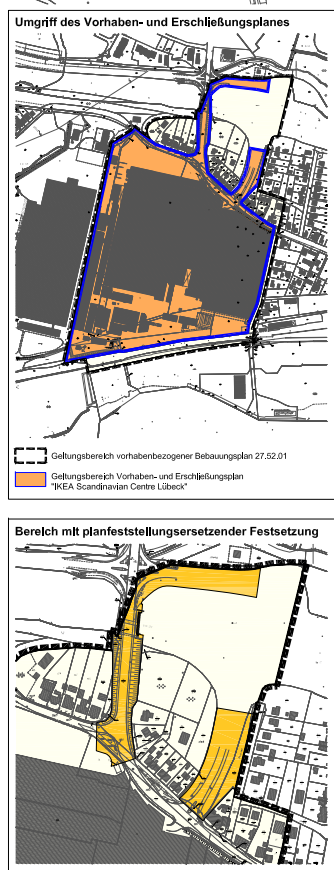 Umgriff des Vorhaben- und Erschließungsplanes
Geltungsbereich vorhabenbezogener Bebauungsplan 27.52.01
Geltungsbereich Vorhaben- und Erschließungsplan
"IKEA Scandinavian Centre Lübeck"
Bereich mit planfeststellungsersetzender Festsetzung